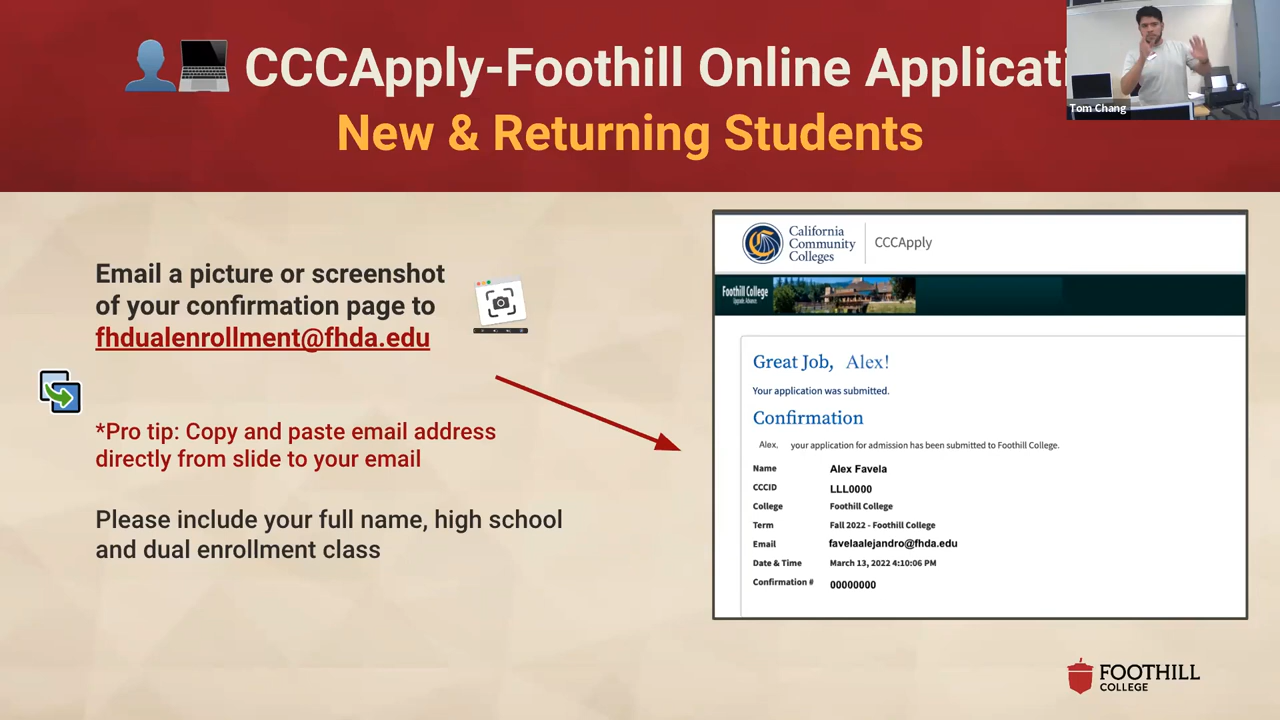 CCCApply-Foothill Online Applicati
New & Returning Students
Tom Chang
Email a picture or screenshot
of your confirmation page to
fhdualenrollment@fhda.edu
*Pro tip: Copy and paste email address
directly from slide to your email
Please include your full name, high school
and dual enrollment class
California
Community
Colleges
CCCApply
Foothill College
Upgrade. Advance.
Great Job, Alex!
Your application was submitted.
Confirmation
Alex, your application for admission has been submitted to Foothill College.
Name Alex Favela
CCCID LLL0000
College Foothill College
Term Fall 2022 - Foothill College
Email favelaalejandro@fhda.edu
Date & Time March 13, 2022 4:10:06 PM
Confirmation # 00000000
FOOTHILL
COLLEGE